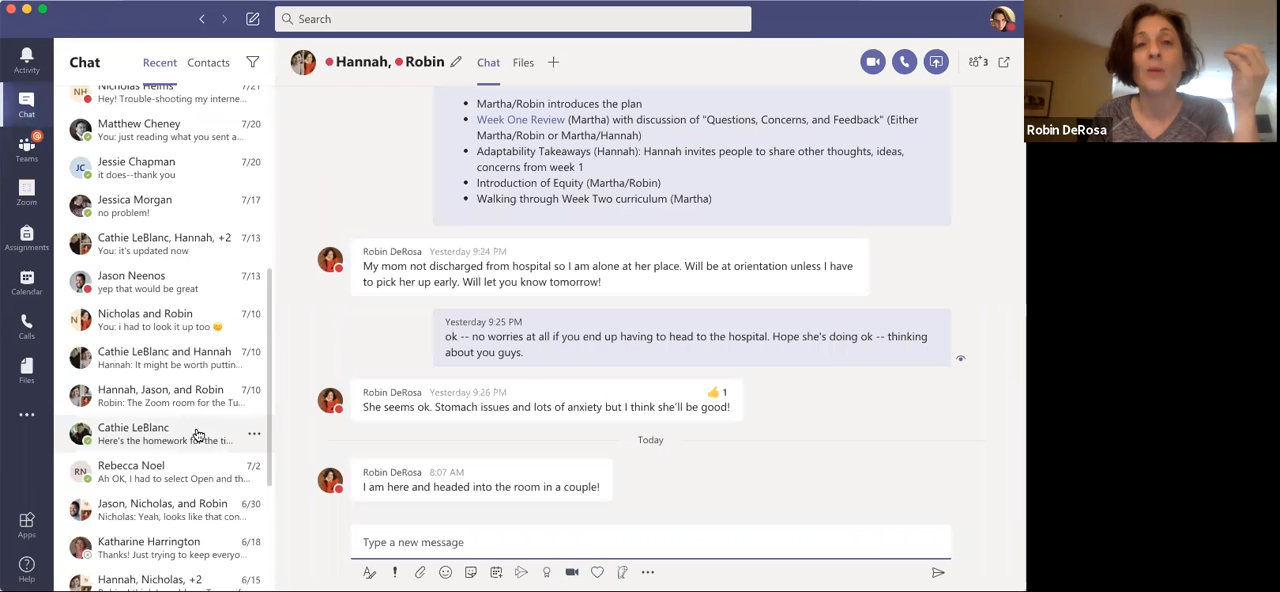 Search
Activity
Chat
Teams
Zoom
Assignments
Calendar
Calls
Files
Apps
Help
Chat
Recent
Contacts
NH
Nicholas Helms
7/21
Hey! Trouble-shooting my interne...
Matthew Cheney
7/20
You: just reading what you sent a...
JC
Jessie Chapman
7/20
it does--thank you
Jessica Morgan
7/17
no problem!
Cathie LeBlanc, Hannah, +2
7/13
You: it's updated now
Jason Neenos
7/13
yep that would be great
Nicholas and Robin
7/10
You: i had to look it up too
Cathie LeBlanc and Hannah
7/10
Hannah: It might be worth puttin...
Hannah, Jason, and Robin
7/10
Robin: The Zoom room for the Tu...
Cathie LeBlanc
Here's the homework for the ti...
RN
Rebecca Noel
7/2
Ah OK, I had to select Open and th...
Jason, Nicholas, and Robin
6/30
Nicholas: Yeah, looks like that con...
Katharine Harrington
6/18
Thanks! Just trying to keep everyo...
Hannah, Nicholas, +2
6/15
Hannah, Robin
Chat
Files
3
Martha/Robin introduces the plan
Week One Review (Martha) with discussion of "Questions, Concerns, and Feedback" (Either
Martha/Robin or Martha/Hannah)
Adaptability Takeaways (Hannah): Hannah invites people to share other thoughts, ideas,
concerns from week 1
Introduction of Equity (Martha/Robin)
Walking through Week Two curriculum (Martha)
Robin DeRosa Yesterday 9:24 PM
My mom not discharged from hospital so I am alone at her place. Will be at orientation unless I have
to pick her up early. Will let you know tomorrow!
Yesterday 9:25 PM
ok -- no worries at all if you end up having to head to the hospital. Hope she's doing ok -- thinking
about you guys.
Robin DeRosa Yesterday 9:26 PM
1
She seems ok. Stomach issues and lots of anxiety but I think she'll be good!
Today
Robin DeRosa 8:07 AM
I am here and headed into the room in a couple!
Type a new message
Robin DeRosa